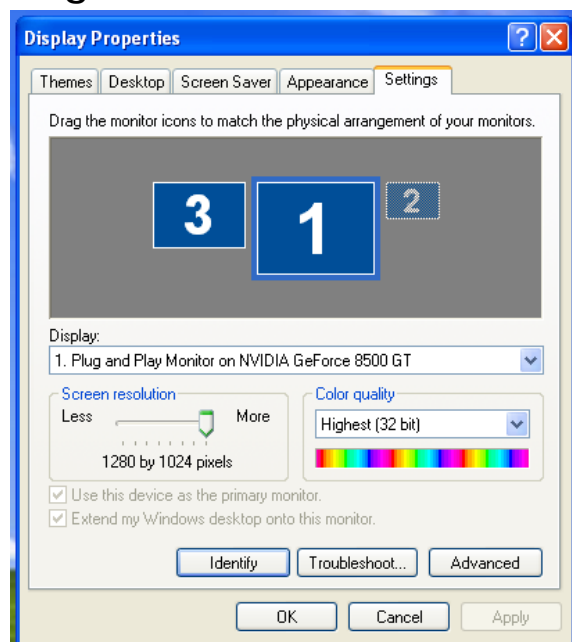 Display Properties
Themes Desktop Screen Saver Appearance Settings
Drag the monitor icons to match the physical arrangement of your monitors.
3 1 2
Display:
1. Plug and Play Monitor on NVIDIA GeForce 8500 GT
Screen resolution
Less More
1280 by 1024 pixels
Color quality
Highest (32 bit)
Use this device as the primary monitor.
Extend my Windows desktop onto this monitor.
Identify Troubleshoot... Advanced
OK Cancel Apply